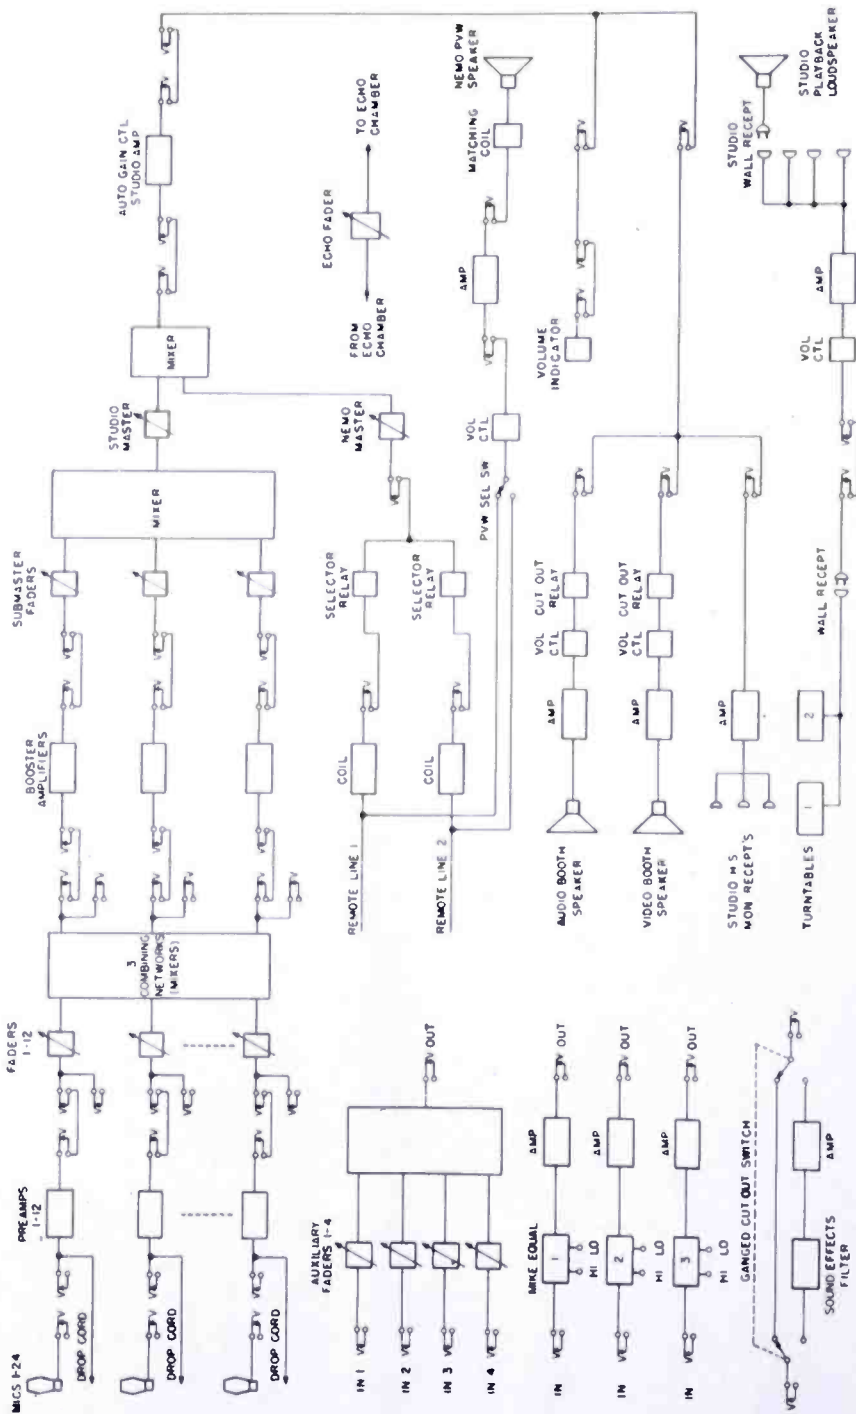 MICS 1-24
DROP CORD
DROP CORD
DROP CORD
PREAMPS
1-12
FADERS
1-12
3
COMBINING
NETWORKS
(MIXERS)
BOOSTER
AMPLIFIERS
SUBMASTER
FADERS
MIXER
STUDIO
MASTER
MIXER
AUTO GAIN CTL
STUDIO AMP
AUXILIARY
FADERS 1-4
IN 1
IN 2
IN 3
IN 4
OUT
REMOTE LINE 1
REMOTE LINE 2
COIL
COIL
SELECTOR
RELAY
SELECTOR
RELAY
NEMO
MASTER
FROM
ECHO
CHAMBER
ECHO FADER
TO ECHO
CHAMBER
PVW SEL SW
VOL
CTL
AMP
MATCHING
COIL
NEMO PVW
SPEAKER
MIKE EQUAL
IN
1
HI
LO
AMP
OUT
IN
2
HI
LO
AMP
OUT
IN
3
HI
LO
AMP
OUT
AUDIO BOOTH
SPEAKER
AMP
VOL
CTL
CUT OUT
RELAY
VOLUME
INDICATOR
VIDEO BOOTH
SPEAKER
AMP
VOL
CTL
CUT OUT
RELAY
STUDIO H S
MON RECEPT'S
AMP
GANGED CUT OUT SWITCH
SOUND EFFECTS
FILTER
AMP
TURNTABLES
1
2
WALL RECEPT
VOL
CTL
AMP
STUDIO
WALL RECEPT
STUDIO
PLAYBACK
LOUDSPEAKER